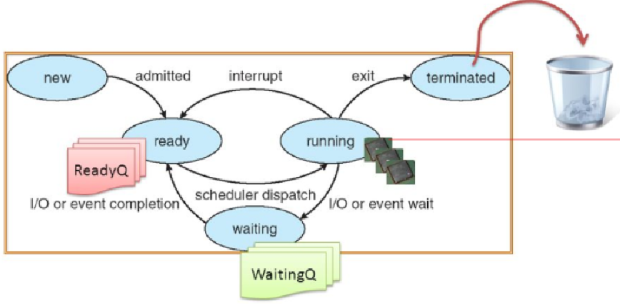 new
admitted
interrupt
exit
terminated
ready
running
ReadyQ
scheduler dispatch
I/O or event completion
I/O or event wait
waiting
WaitingQ